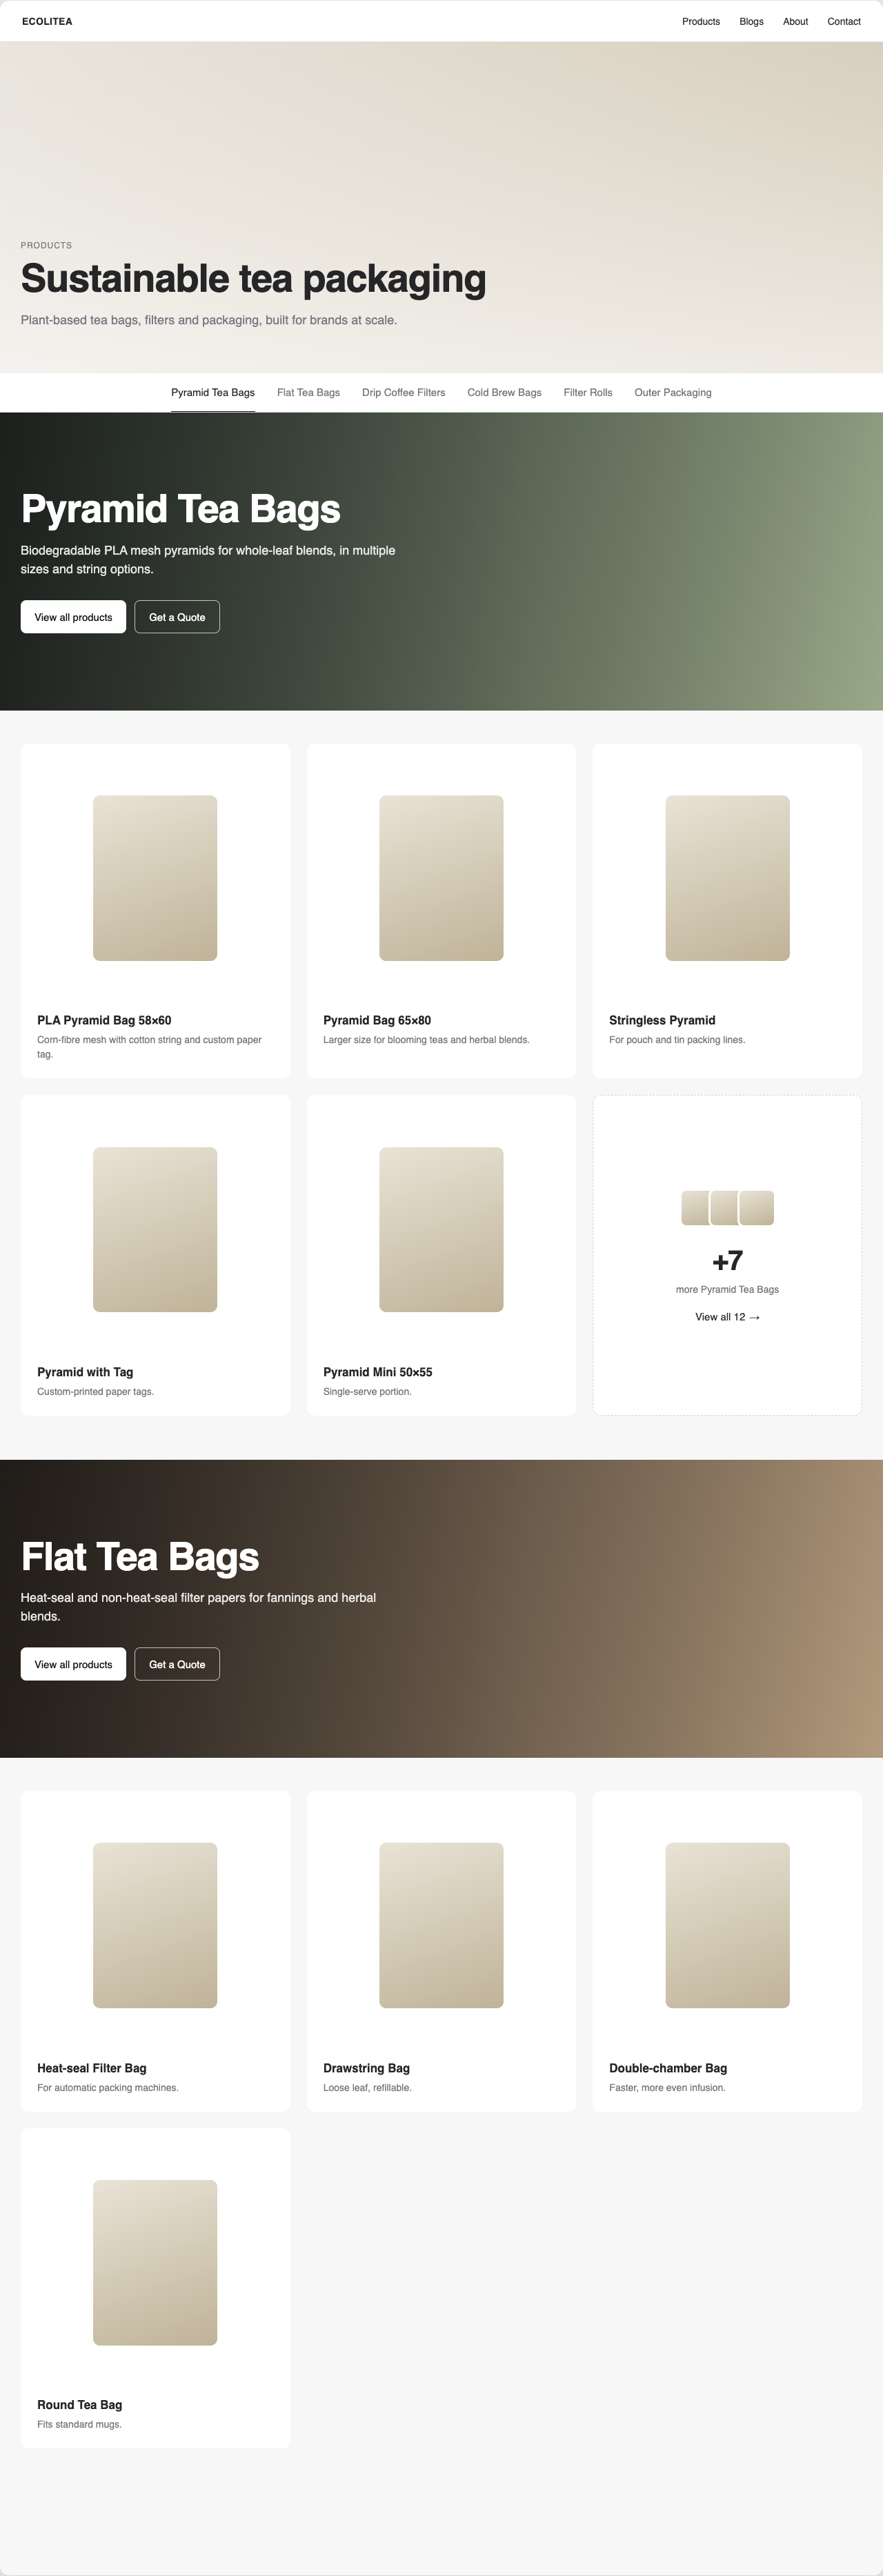 ECOLITEA
Products Blogs About Contact
PRODUCTS
Sustainable tea packaging
Plant-based tea bags, filters and packaging, built for brands at scale.
Pyramid Tea Bags Flat Tea Bags Drip Coffee Filters Cold Brew Bags Filter Rolls Outer Packaging
Pyramid Tea Bags
Biodegradable PLA mesh pyramids for whole-leaf blends, in multiple
sizes and string options.
View all products Get a Quote
PLA Pyramid Bag 58×60
Corn-fibre mesh with cotton string and custom paper
tag.
Pyramid Bag 65×80
Larger size for blooming teas and herbal blends.
Stringless Pyramid
For pouch and tin packing lines.
Pyramid with Tag
Custom-printed paper tags.
Pyramid Mini 50×55
Single-serve portion.
+7
more Pyramid Tea Bags
View all 12 →
Flat Tea Bags
Heat-seal and non-heat-seal filter papers for fannings and herbal
blends.
View all products Get a Quote
Heat-seal Filter Bag
For automatic packing machines.
Drawstring Bag
Loose leaf, refillable.
Double-chamber Bag
Faster, more even infusion.
Round Tea Bag
Fits standard mugs.